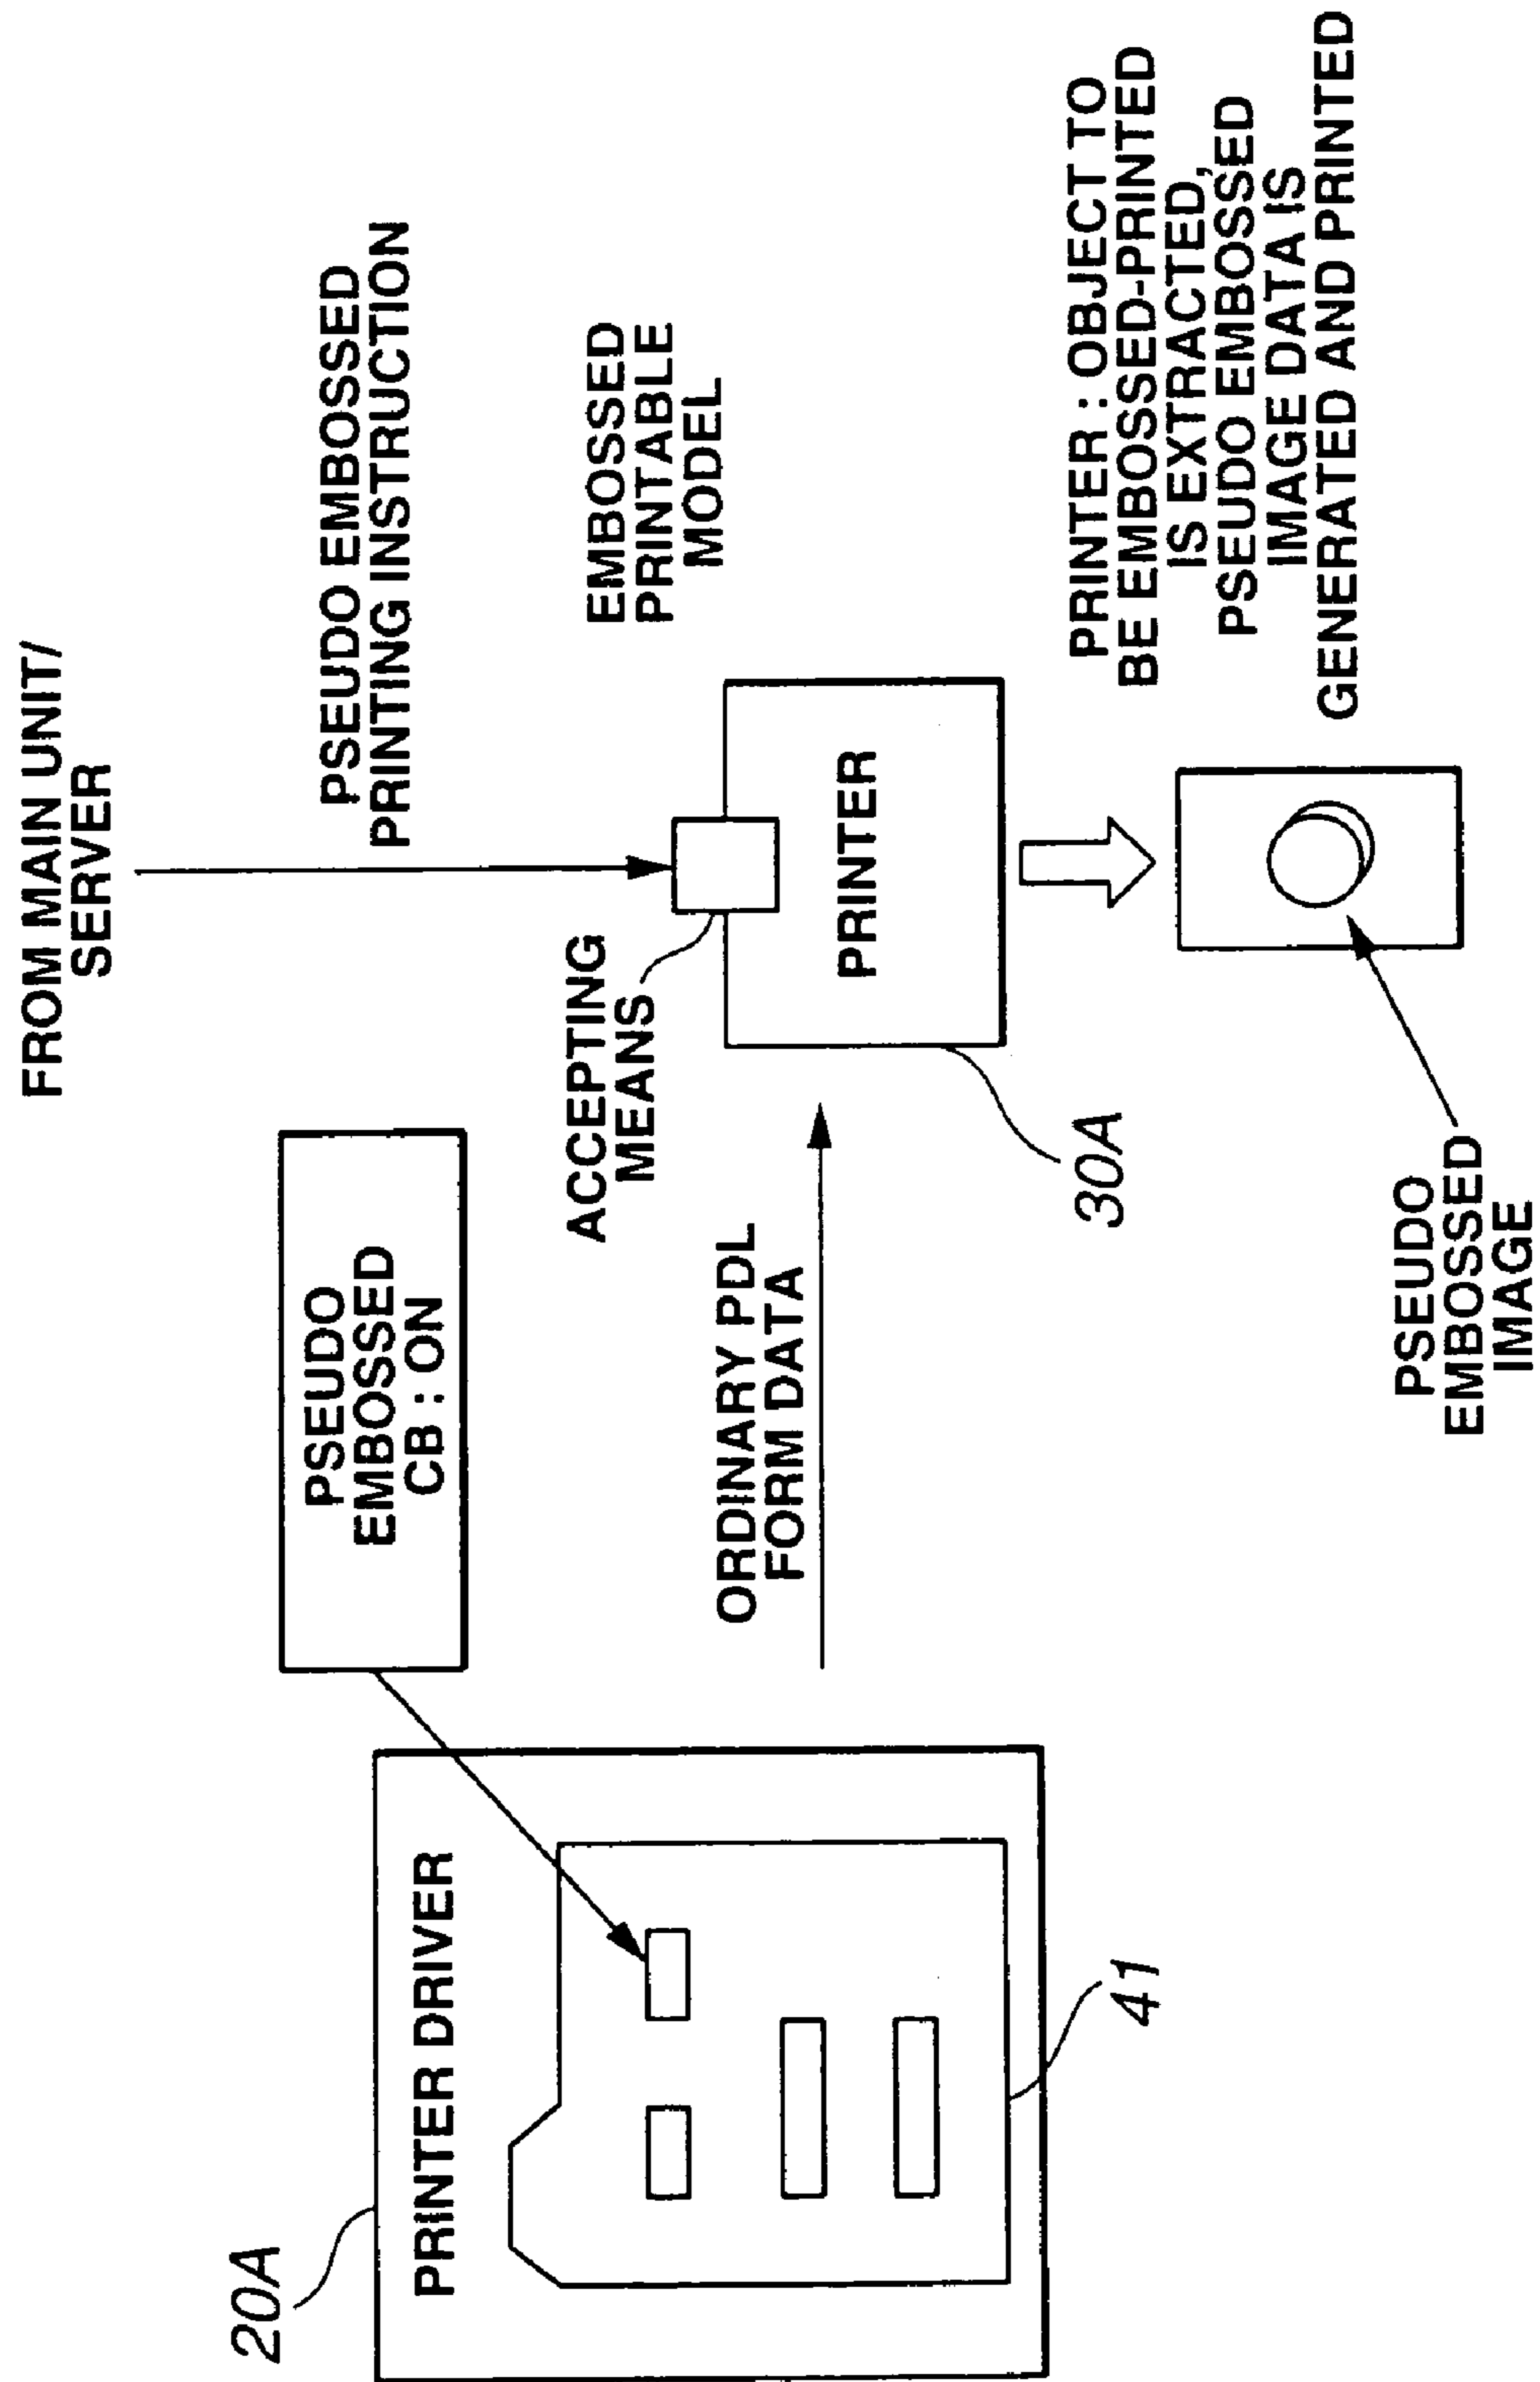 FROM MAIN UNIT/
SERVER
PSEUDO EMBOSSED
PRINTING INSTRUCTION
PSEUDO
EMBOSSED
CB : ON
20A
PRINTER DRIVER
41
ORDINARY PDL
FORM DATA
ACCEPTING
MEANS
EMBOSSED
PRINTABLE
MODEL
PRINTER
30A
PRINTER : OBJECT TO
BE EMBOSSED-PRINTED
IS EXTRACTED,
PSEUDO EMBOSSED
IMAGE DATA IS
GENERATED AND PRINTED
PSEUDO
EMBOSSED
IMAGE